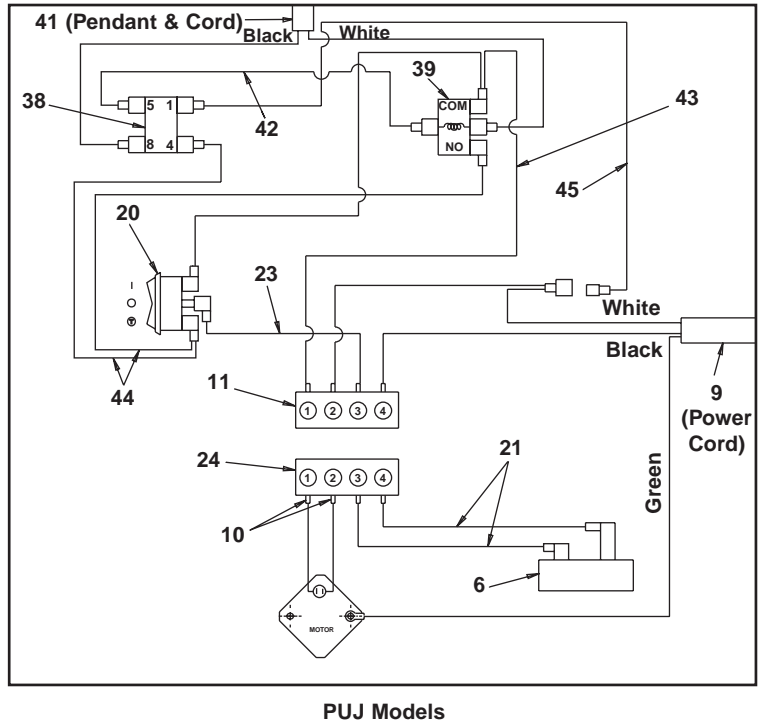 41 (Pendant & Cord)
Black
White
39
38
5 1
8 4
42
COM
NO
43
45
20
I
23
44
White
Black
11
1 2 3 4
9
(Power
Cord)
24
1 2 3 4
21
Green
10
6
MOTOR
PUJ Models